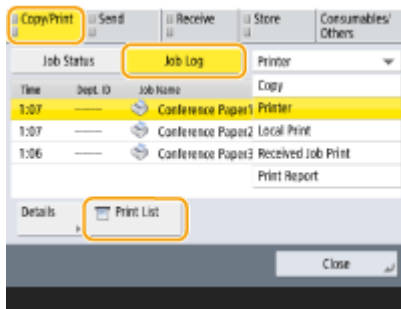 Copy/Print Send Receive Store Consumables/
Others
Job Status Job Log Printer
Time Dept. ID Job Name Copy
1:07 ------ Conference Paper1 Printer
1:07 ------ Conference Paper2 Local Print
1:06 ------ Conference Paper3 Received Job Print
Print Report
Details Print List
Close